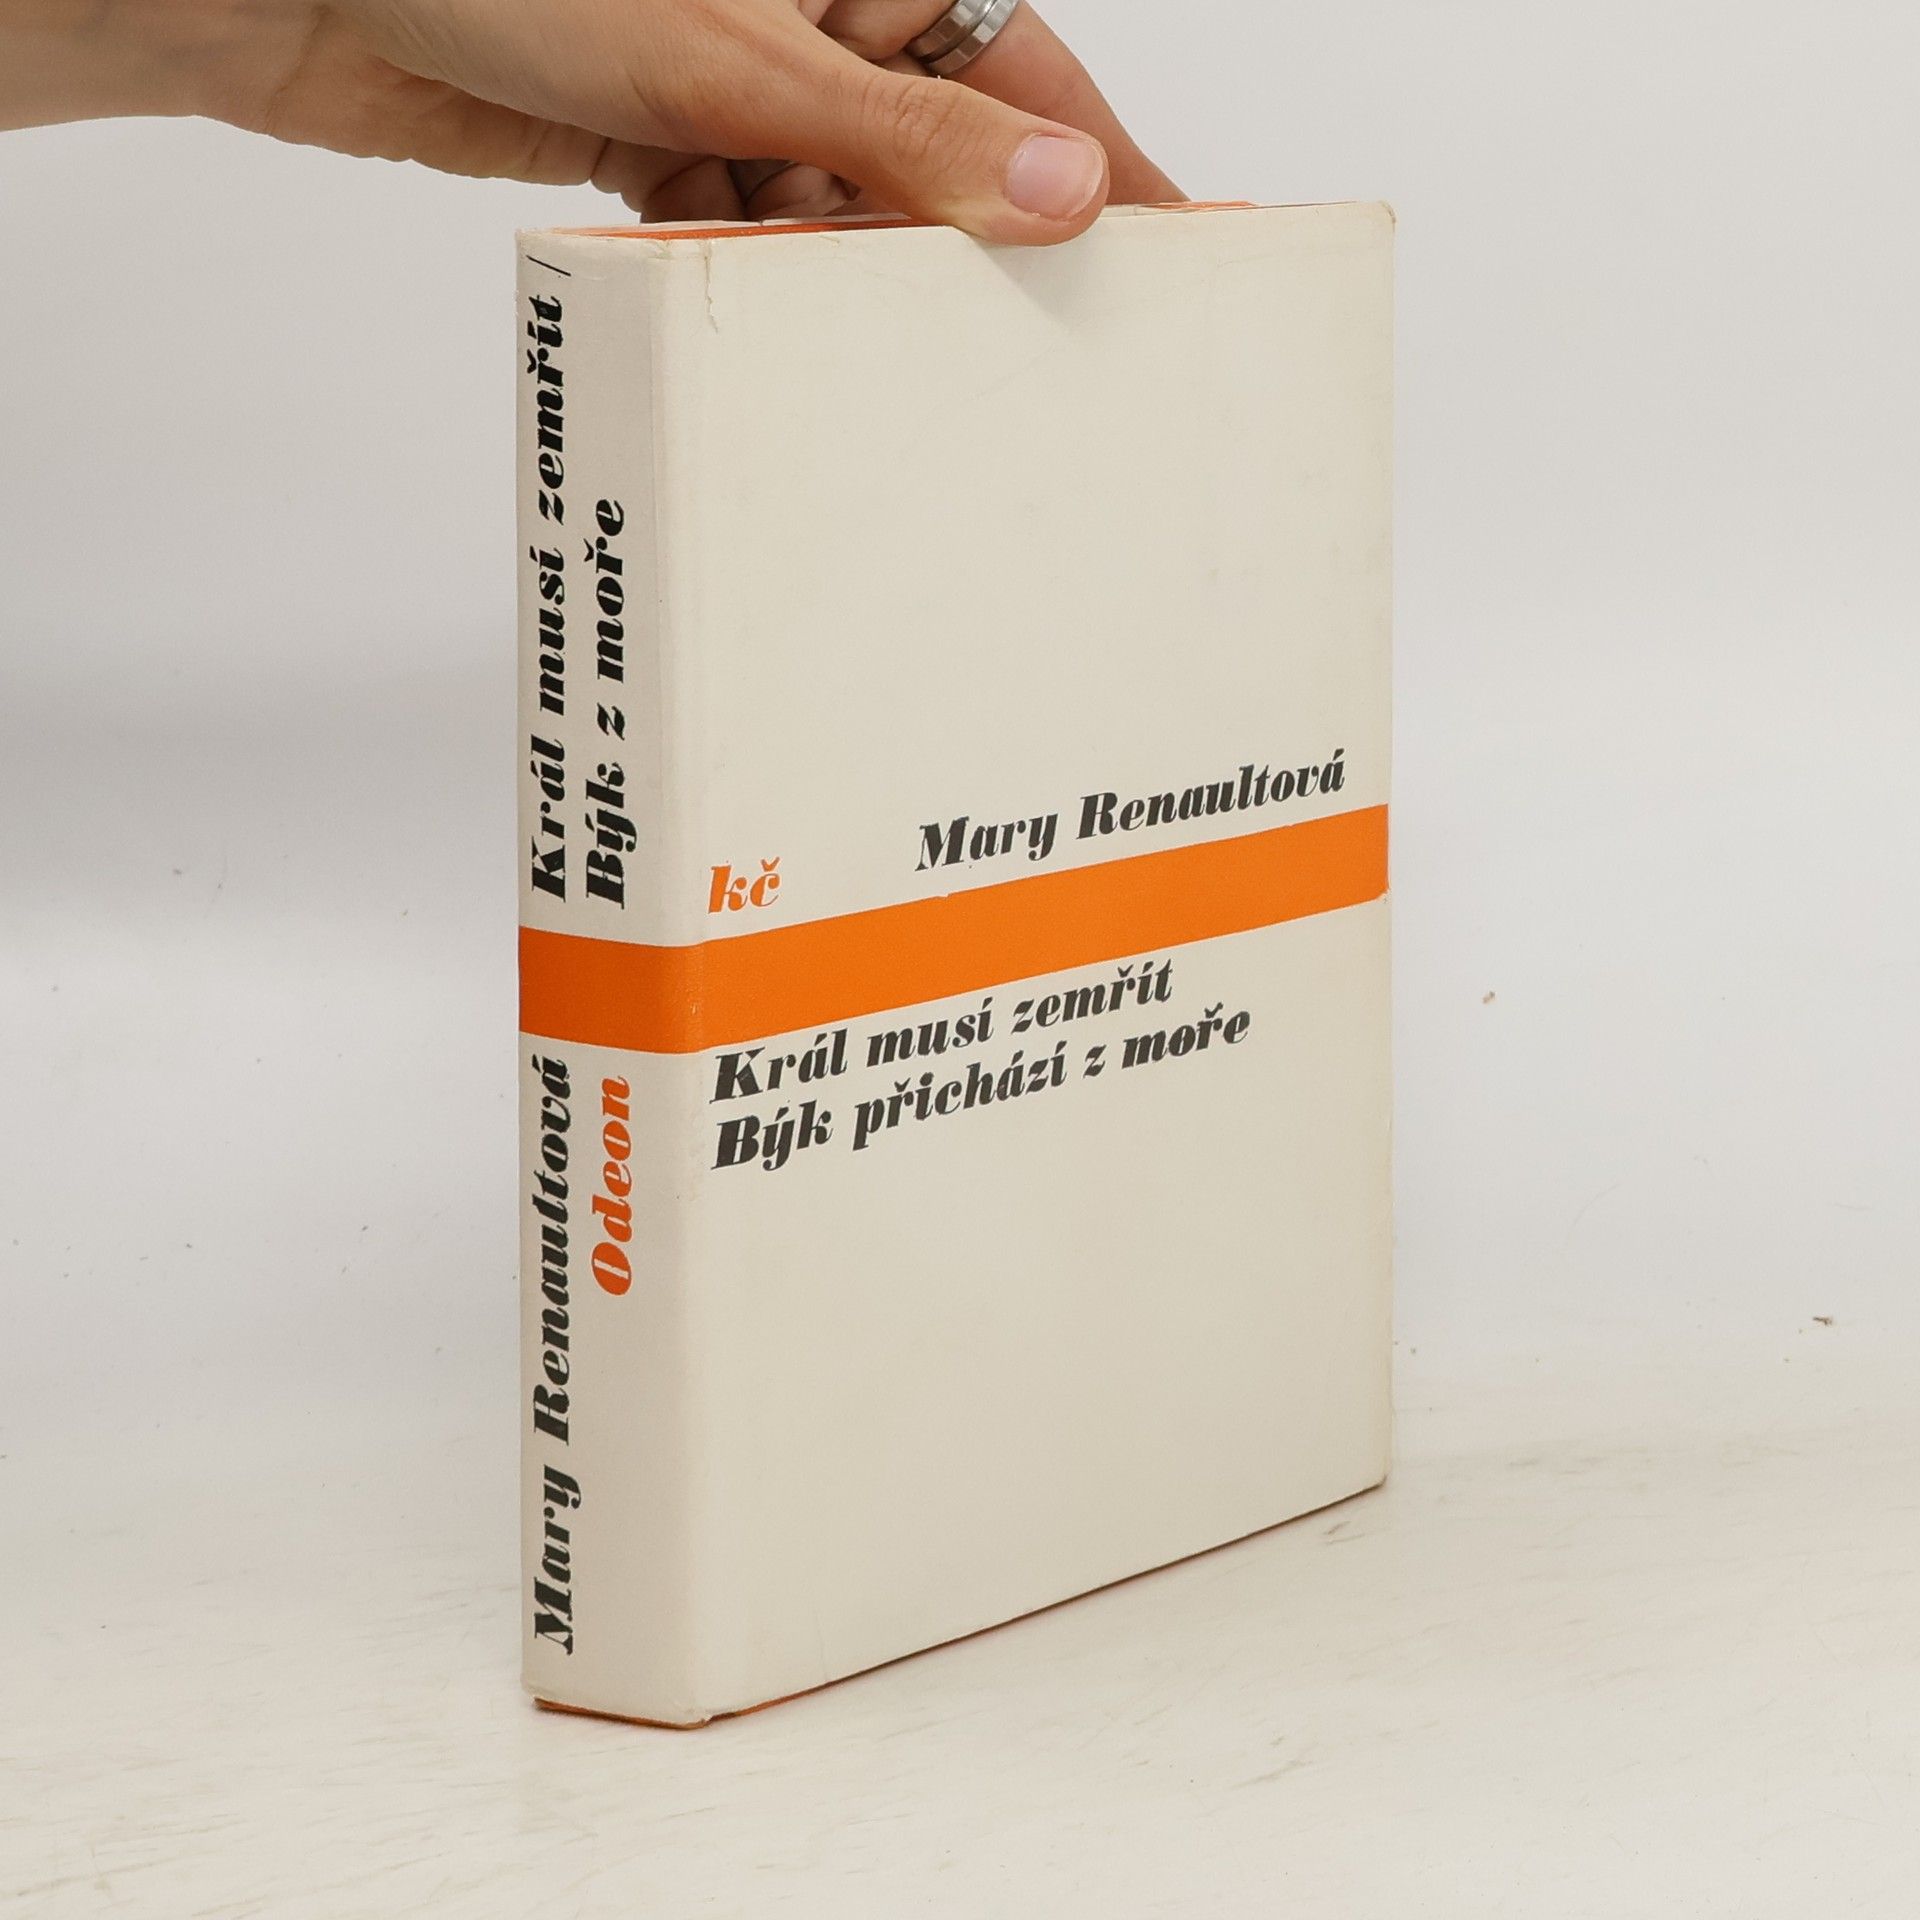 Král musí zemřít /
Býk z moře
Mary Renaultová
Odeon
Mary Renaultová
kč
Král musí zemřít
Býk přichází z moře